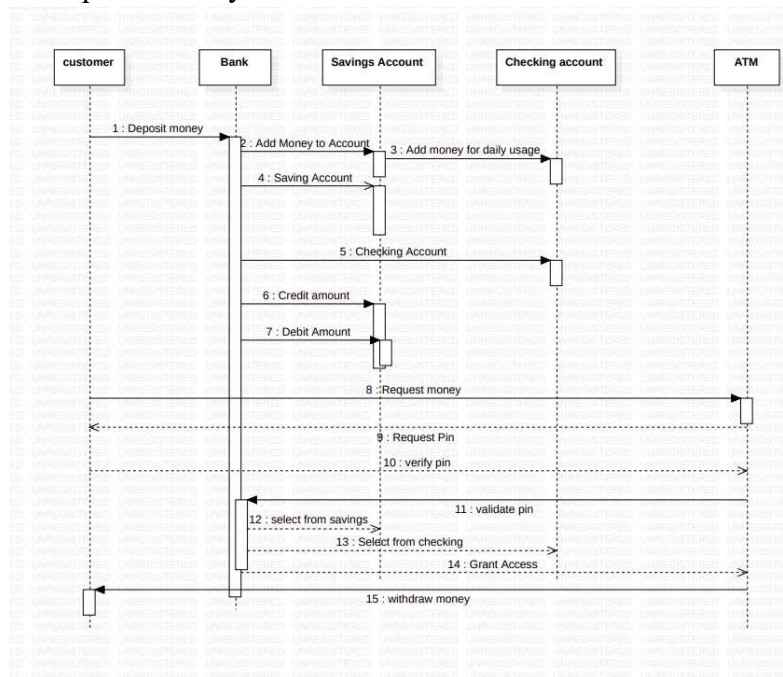 customer
Bank
Savings Account
Checking account
ATM
1 : Deposit money
2 : Add Money to Account
3 : Add money for daily usage
4 : Saving Account
5 : Checking Account
6 : Credit amount
7 : Debit Amount
8 : Request money
9 : Request Pin
10 : verify pin
11 : validate pin
12 : select from savings
13 : Select from checking
14 : Grant Access
15 : withdraw money
UNREGISTERED